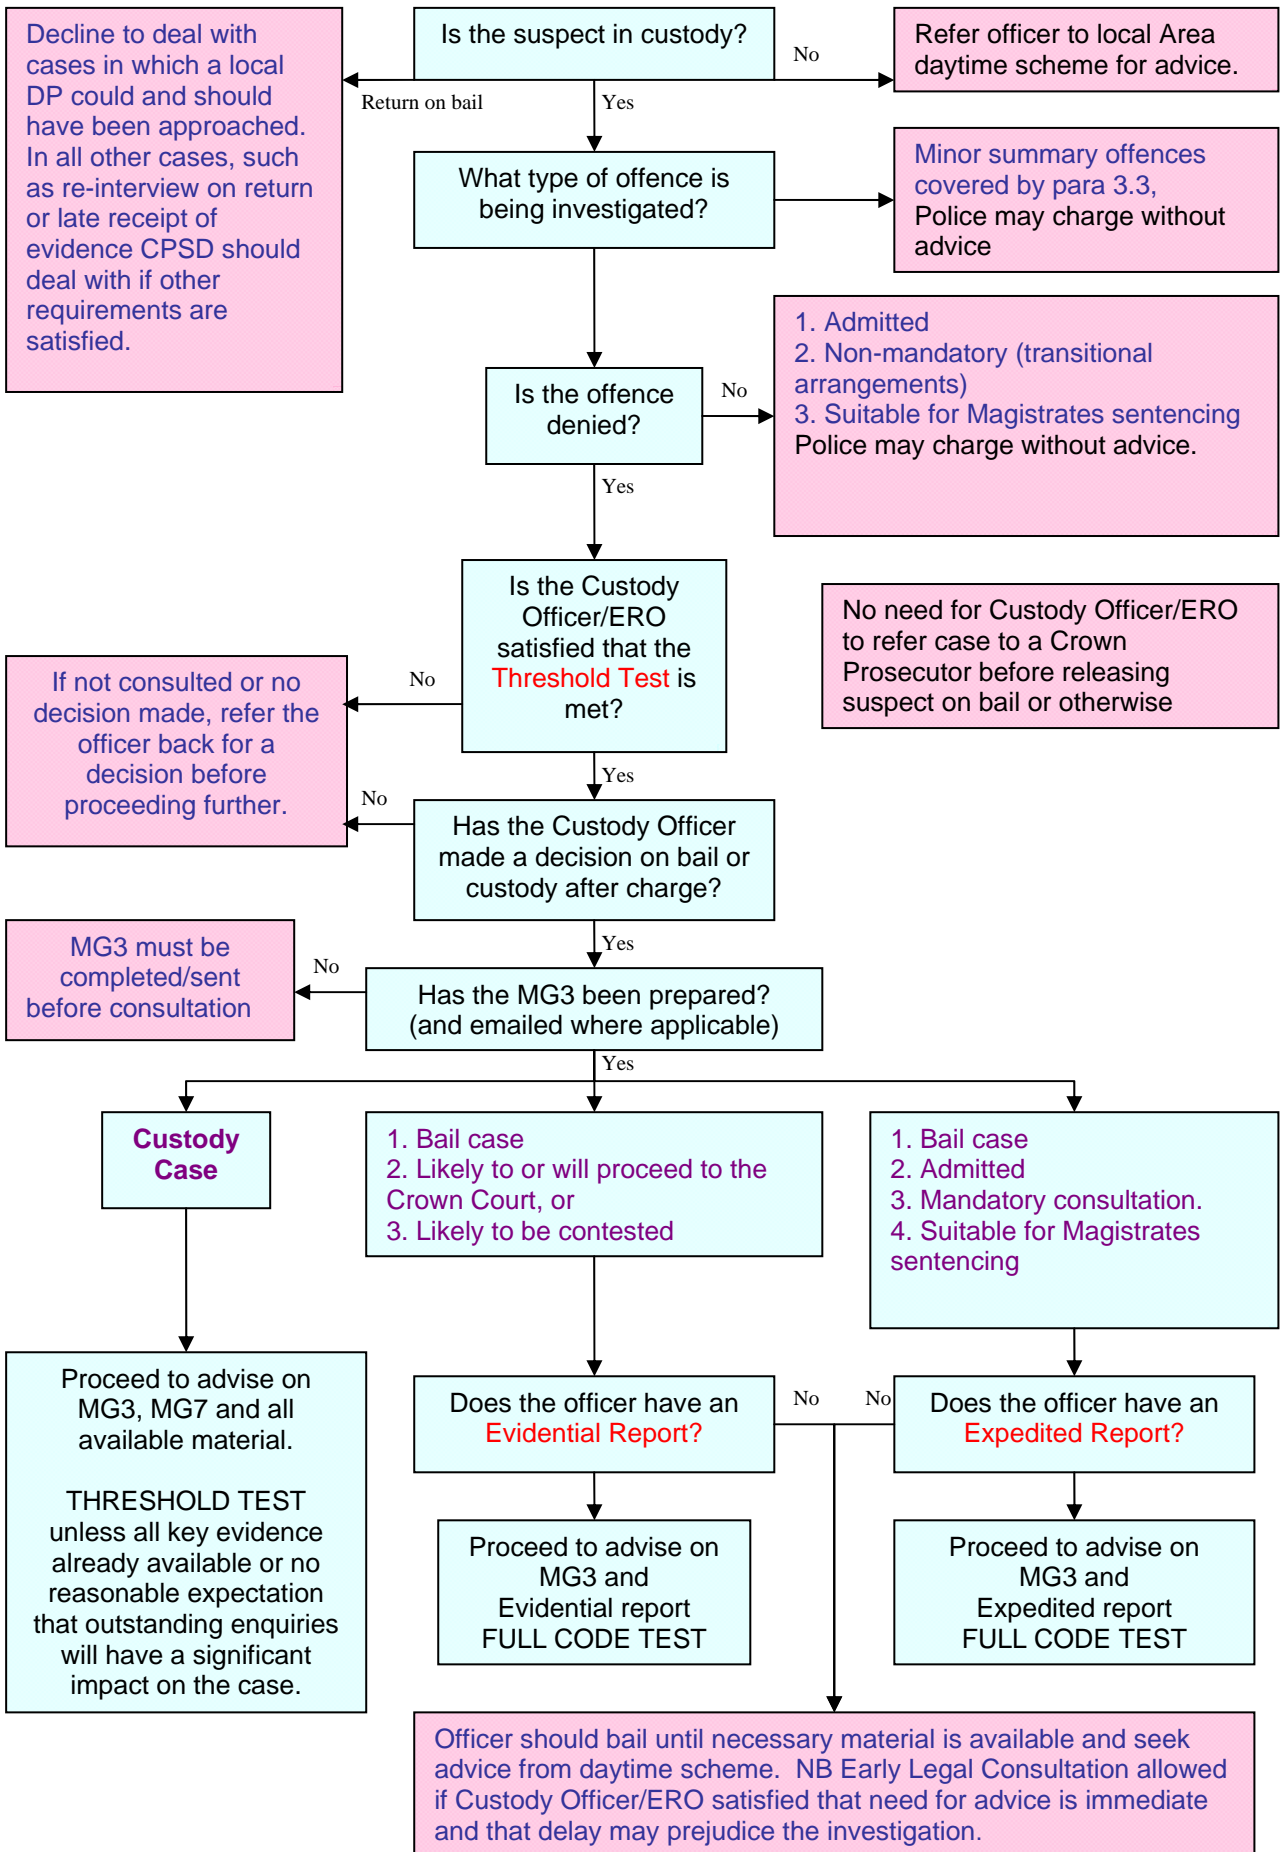 Decline to deal with
cases in which a local
DP could and should
have been approached.
In all other cases, such
as re-interview on return
or late receipt of
evidence CPSD should
deal with if other
requirements are
satisfied.
Is the suspect in custody?
No
Refer officer to local Area
daytime scheme for advice.
Return on bail
Yes
What type of offence is
being investigated?
Minor summary offences
covered by para 3.3,
Police may charge without
advice
Is the offence
denied?
No
1. Admitted
2. Non-mandatory (transitional
arrangements)
3. Suitable for Magistrates sentencing
Police may charge without advice.
Yes
Is the Custody
Officer/ERO
satisfied that the
Threshold Test is
met?
No need for Custody Officer/ERO
to refer case to a Crown
Prosecutor before releasing
suspect on bail or otherwise
No
If not consulted or no
decision made, refer the
officer back for a
decision before
proceeding further.
Yes
No
Has the Custody Officer
made a decision on bail or
custody after charge?
Yes
MG3 must be
completed/sent
before consultation
No
Has the MG3 been prepared?
(and emailed where applicable)
Yes
Custody
Case
1. Bail case
2. Likely to or will proceed to the
Crown Court, or
3. Likely to be contested
1. Bail case
2. Admitted
3. Mandatory consultation.
4. Suitable for Magistrates
sentencing
Proceed to advise on
MG3, MG7 and all
available material.
THRESHOLD TEST
unless all key evidence
already available or no
reasonable expectation
that outstanding enquiries
will have a significant
impact on the case.
Does the officer have an
Evidential Report?
No
No
Does the officer have an
Expedited Report?
Proceed to advise on
MG3 and
Evidential report
FULL CODE TEST
Proceed to advise on
MG3 and
Expedited report
FULL CODE TEST
Officer should bail until necessary material is available and seek
advice from daytime scheme.  NB Early Legal Consultation allowed
if Custody Officer/ERO satisfied that need for advice is immediate
and that delay may prejudice the investigation.